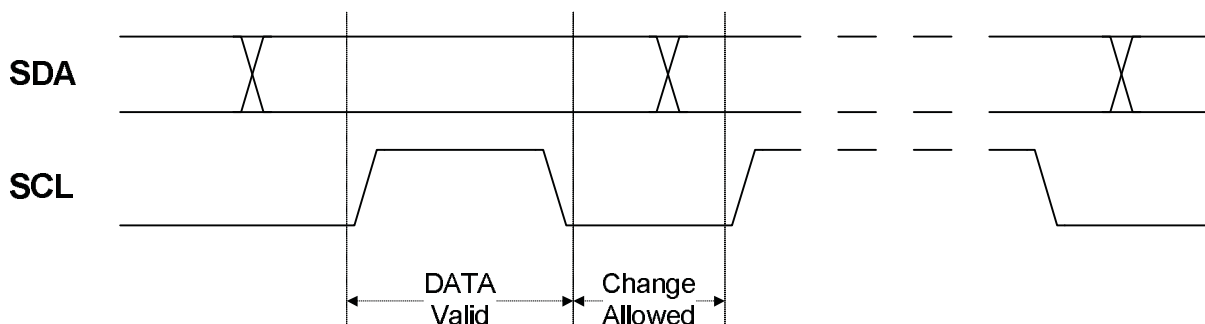 SDA
SCL
DATA
Valid
Change
Allowed